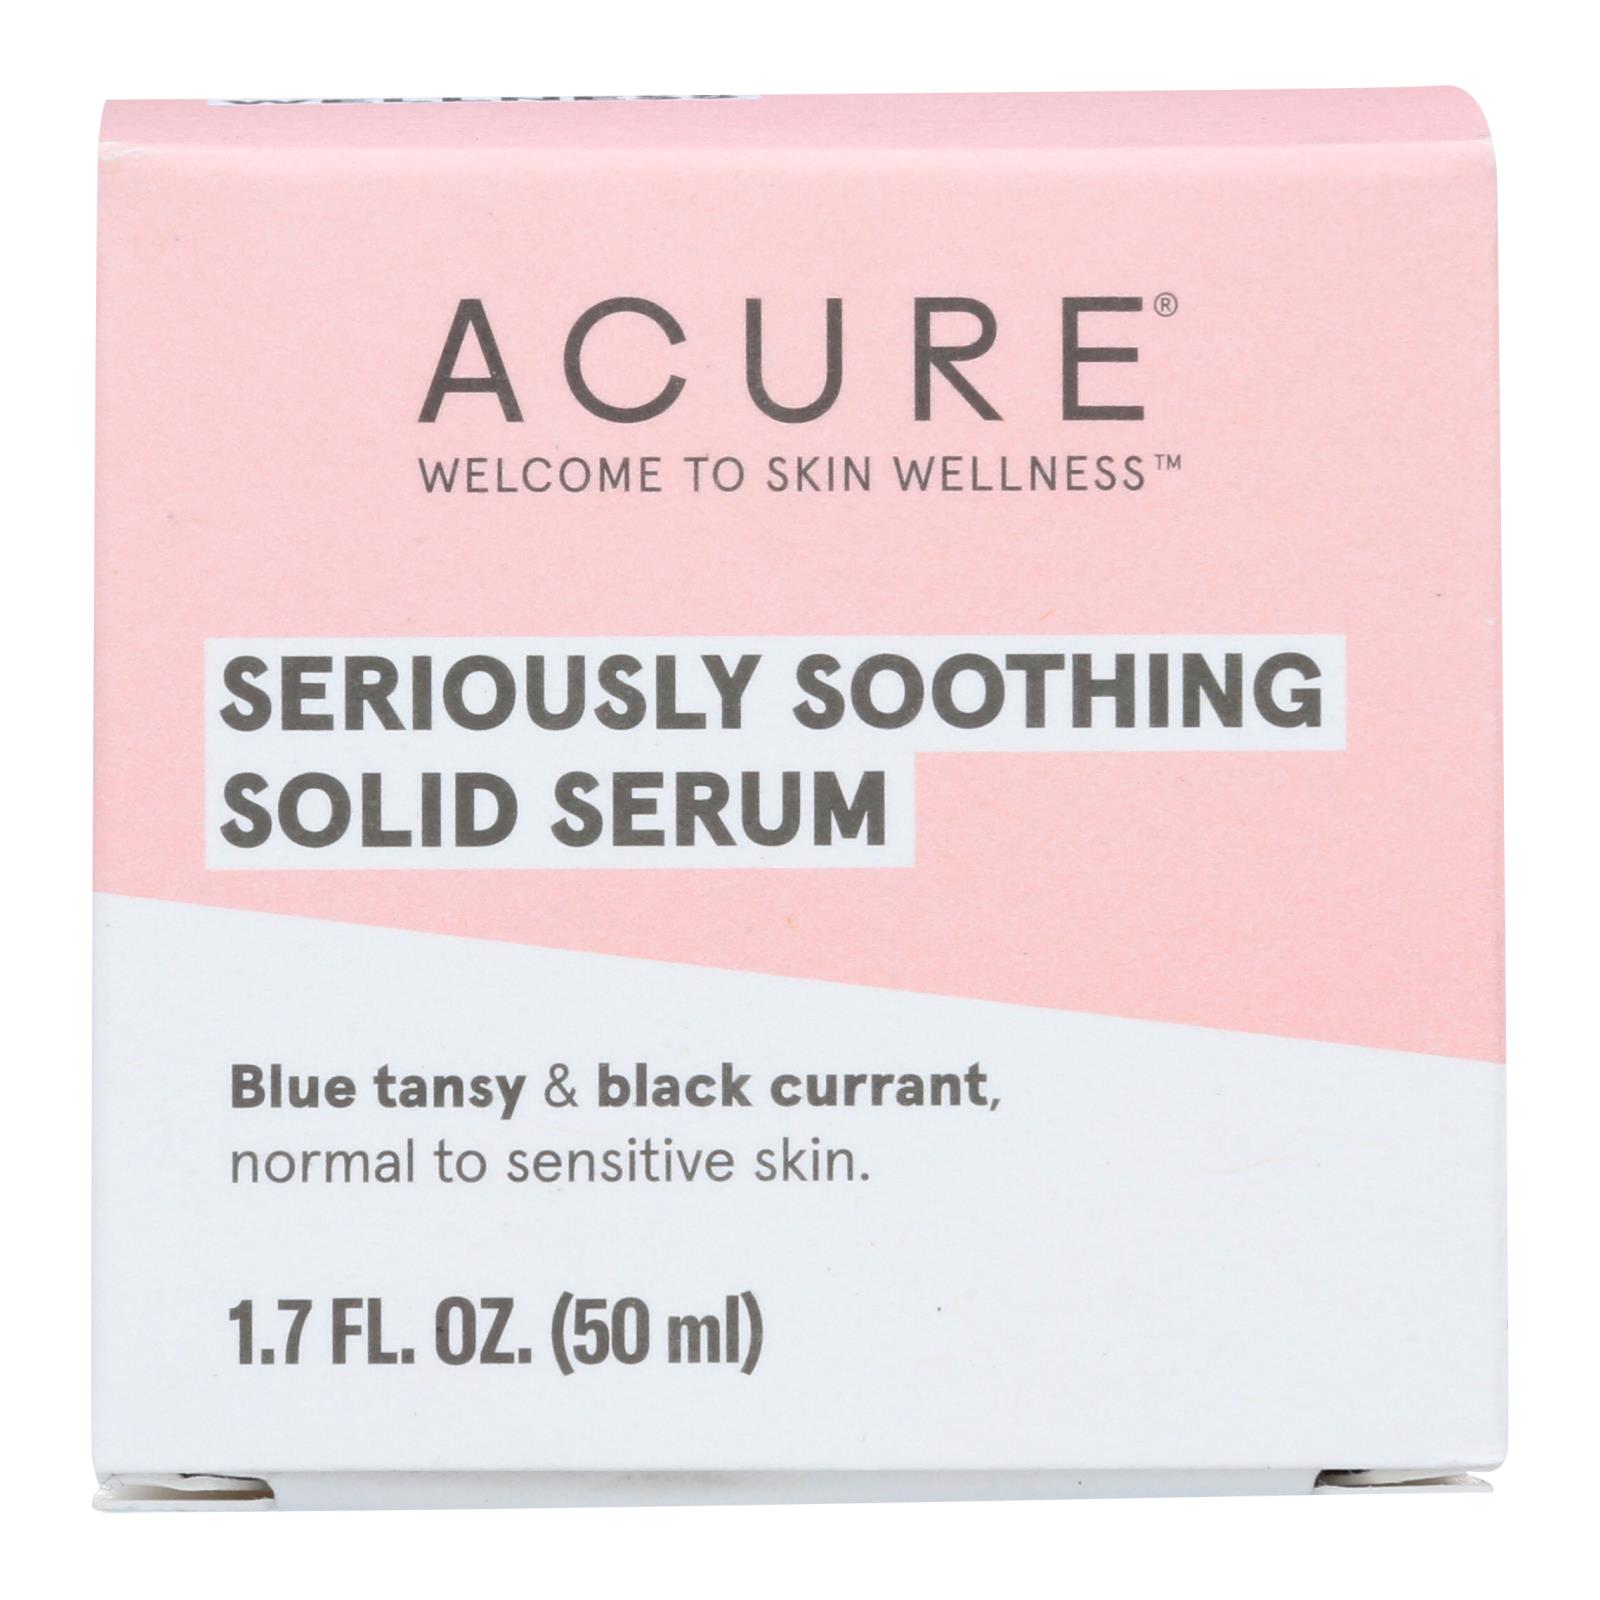 WELLNESS
ACURE®
WELCOME TO SKIN WELLNESS™
SERIOUSLY SOOTHING
SOLID SERUM
Blue tansy & black currant,
normal to sensitive skin.
1.7 FL. OZ. (50 ml)